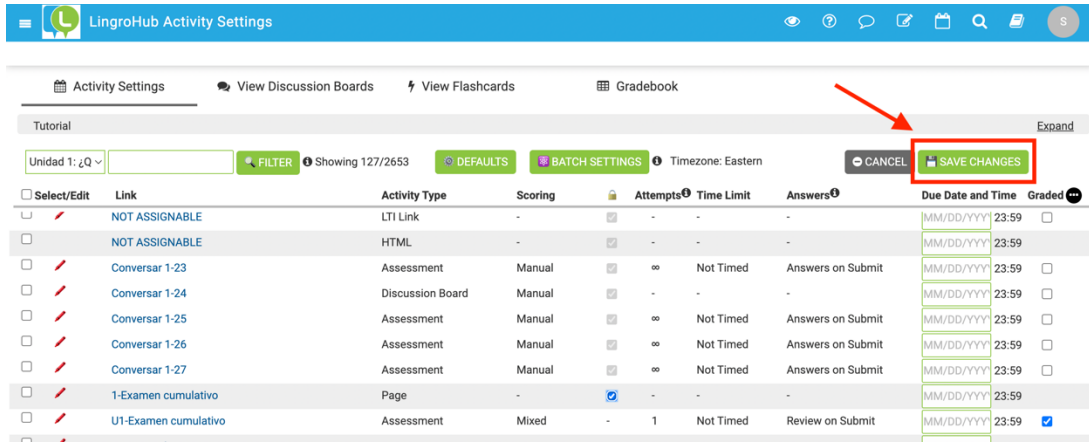 LingroHub Activity Settings S
Activity Settings View Discussion Boards View Flashcards Gradebook
Tutorial Expand
Unidad 1: ¿Q FILTER Showing 127/2653 DEFAULTS BATCH SETTINGS Timezone: Eastern CANCEL SAVE CHANGES
Select/Edit Link Activity Type Scoring Attempts Time Limit Answers Due Date and Time Graded
NOT ASSIGNABLE LTI Link - - - - MM/DD/YYY 23:59
NOT ASSIGNABLE HTML - - - - MM/DD/YYY 23:59
Conversar 1-23 Assessment Manual ∞ Not Timed Answers on Submit MM/DD/YYY 23:59
Conversar 1-24 Discussion Board Manual - - - MM/DD/YYY 23:59
Conversar 1-25 Assessment Manual ∞ Not Timed Answers on Submit MM/DD/YYY 23:59
Conversar 1-26 Assessment Manual ∞ Not Timed Answers on Submit MM/DD/YYY 23:59
Conversar 1-27 Assessment Manual ∞ Not Timed Answers on Submit MM/DD/YYY 23:59
1-Examen cumulativo Page - - - - MM/DD/YYY 23:59
U1-Examen cumulativo Assessment Mixed - 1 Not Timed Review on Submit MM/DD/YYY 23:59